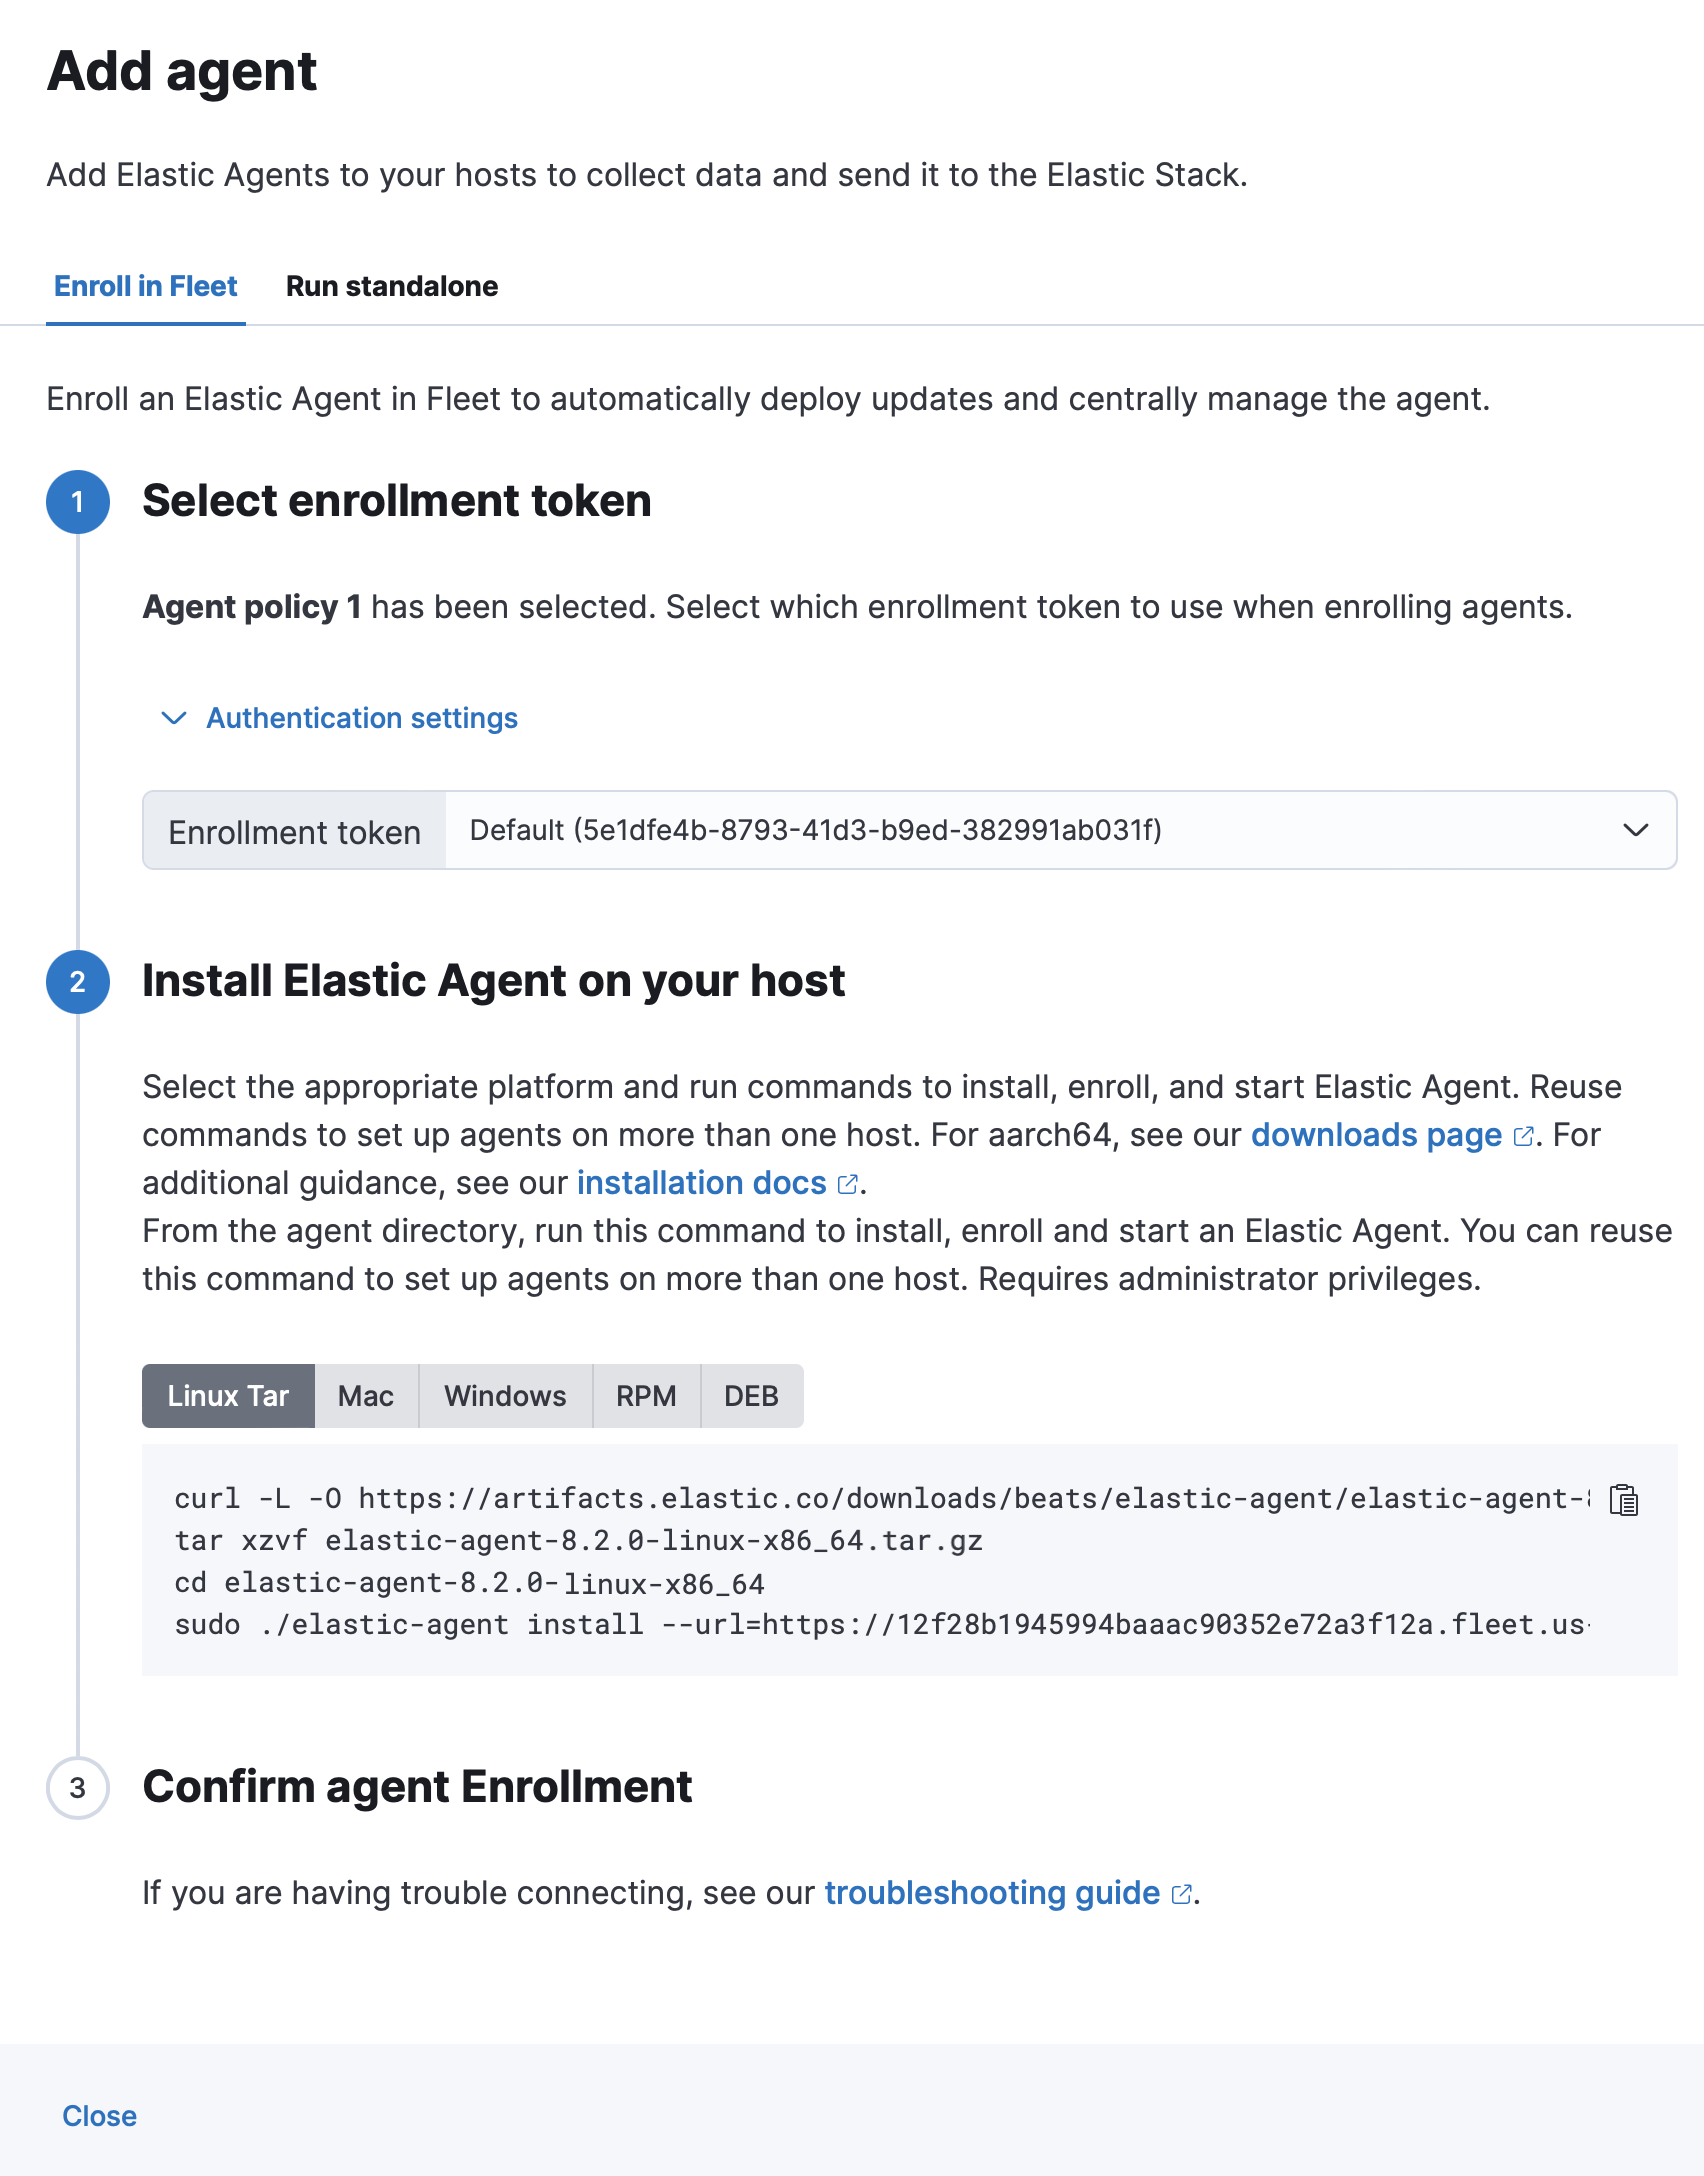 Add agent
Add Elastic Agents to your hosts to collect data and send it to the Elastic Stack.
Enroll in Fleet Run standalone
Enroll an Elastic Agent in Fleet to automatically deploy updates and centrally manage the agent.
1 Select enrollment token
Agent policy 1 has been selected. Select which enrollment token to use when enrolling agents.
Authentication settings
Enrollment token Default (5e1dfe4b-8793-41d3-b9ed-382991ab031f)
2 Install Elastic Agent on your host
Select the appropriate platform and run commands to install, enroll, and start Elastic Agent. Reuse
commands to set up agents on more than one host. For aarch64, see our downloads page. For
additional guidance, see our installation docs.
From the agent directory, run this command to install, enroll and start an Elastic Agent. You can reuse
this command to set up agents on more than one host. Requires administrator privileges.
Linux Tar Mac Windows RPM DEB
curl -L -O https://artifacts.elastic.co/downloads/beats/elastic-agent/elastic-agent-
tar xzvf elastic-agent-8.2.0-linux-x86_64.tar.gz
cd elastic-agent-8.2.0-linux-x86_64
sudo ./elastic-agent install --url=https://12f28b1945994baaac90352e72a3f12a.fleet.us-
3 Confirm agent Enrollment
If you are having trouble connecting, see our troubleshooting guide.
Close